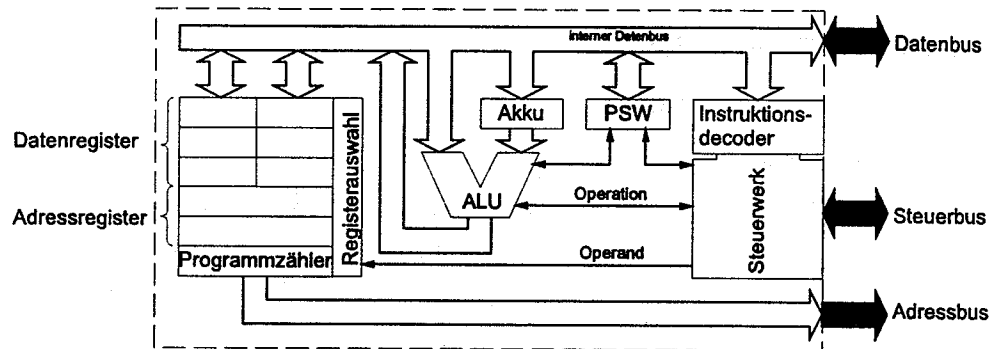 interner Datenbus
Datenbus
Akku
PSW
Instruktions-
decoder
Datenregister
Adressregister
Registerauswahl
ALU
Operation
Steuerwerk
Steuerbus
Programmzähler
Operand
Adressbus